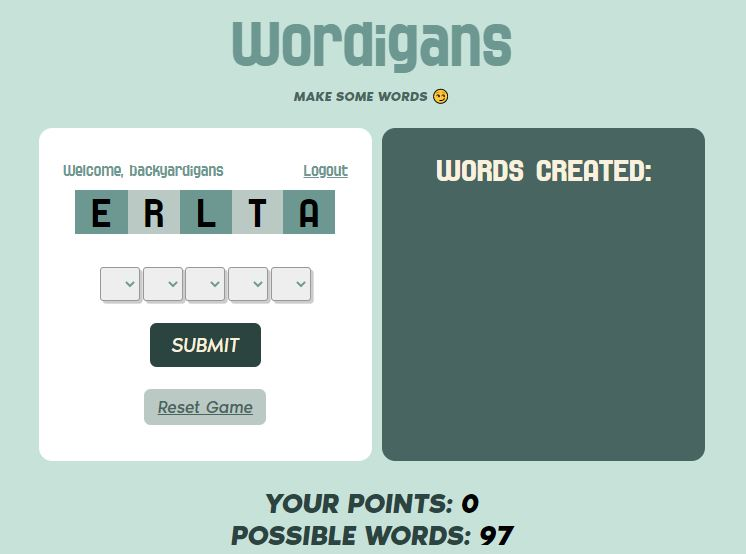 Wordigans
MAKE SOME WORDS 😏
Welcome, backyardigans Logout
E R L T A
SUBMIT
Reset Game
WORDS CREATED:
YOUR POINTS: 0
POSSIBLE WORDS: 97